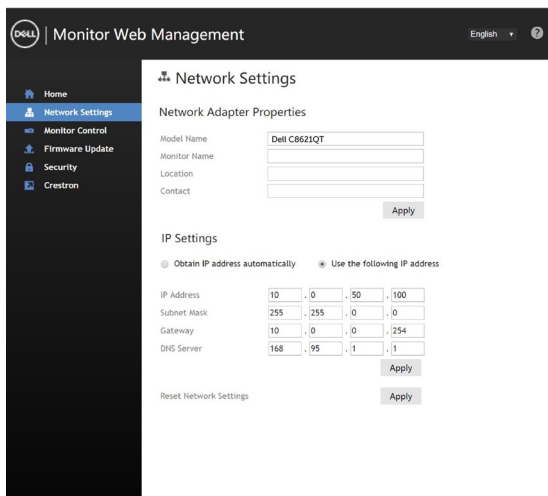 DELL | Monitor Web Management
English
?
Home
Network Settings
Monitor Control
Firmware Update
Security
Crestron
Network Settings
Network Adapter Properties
Model Name Dell C8621QT
Monitor Name
Location
Contact
Apply
IP Settings
Obtain IP address automatically Use the following IP address
IP Address 10 . 0 . 50 . 100
Subnet Mask 255 . 255 . 0 . 0
Gateway 10 . 0 . 0 . 254
DNS Server 168 . 95 . 1 . 1
Apply
Reset Network Settings Apply